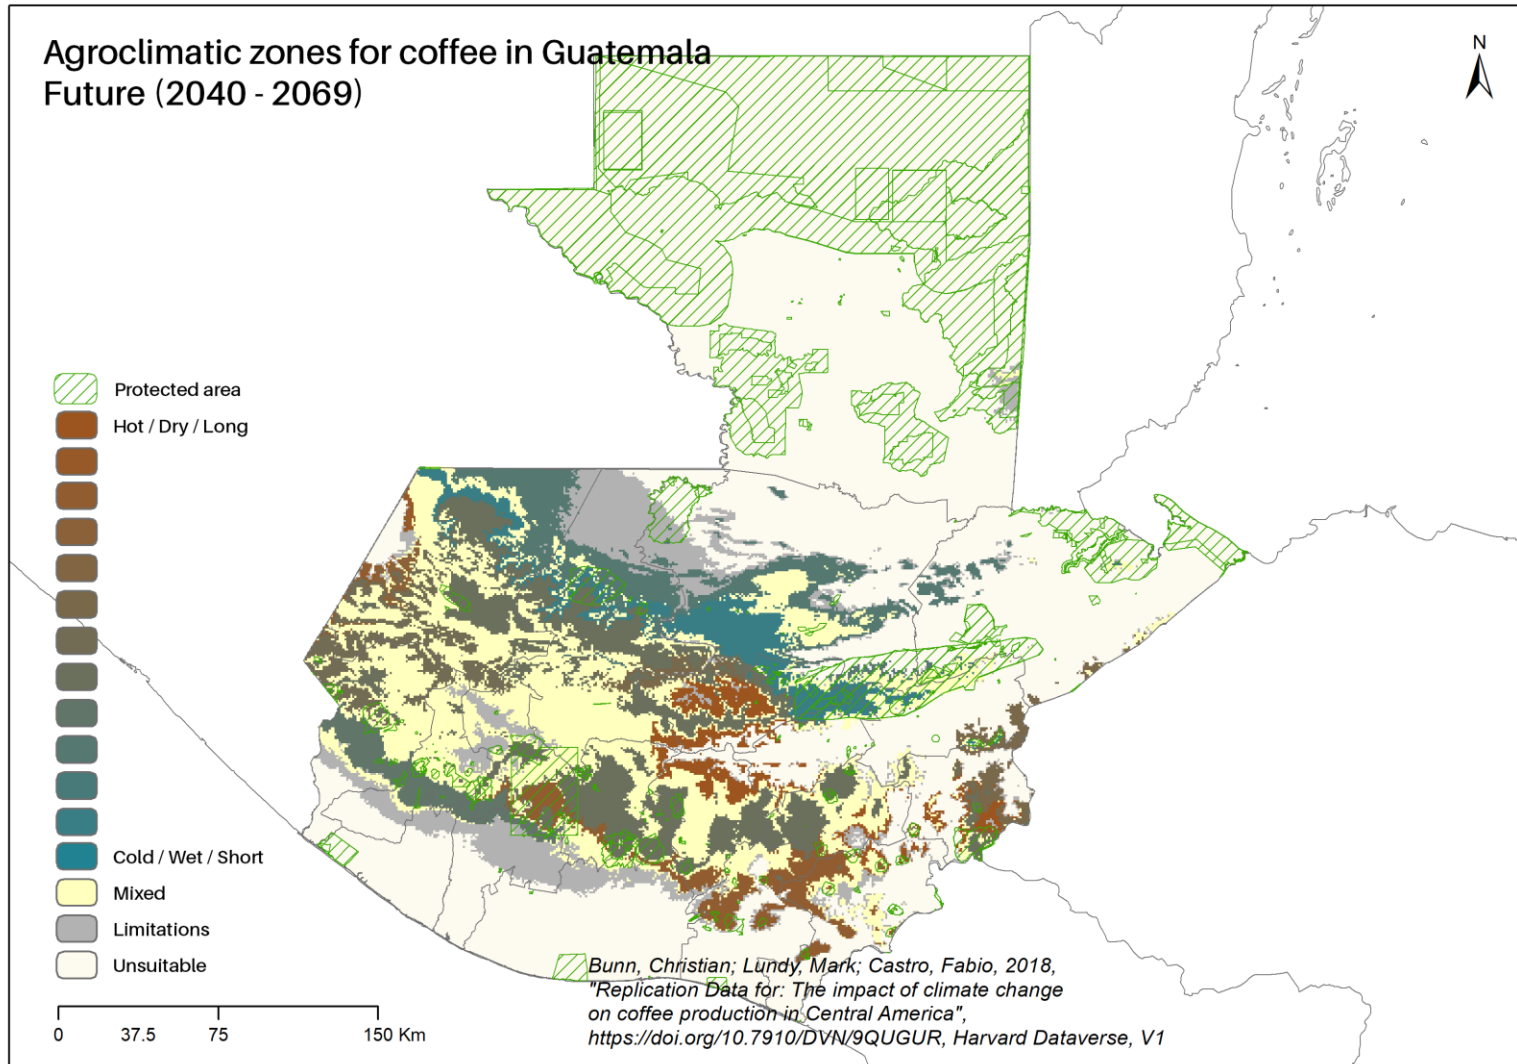 Agroclimatic zones for coffee in Guatemala
Future (2040 - 2069)
N
Protected area
Hot / Dry / Long
Cold / Wet / Short
Mixed
Limitations
Unsuitable
0 37.5 75 150 Km
Bunn, Christian; Lundy, Mark; Castro, Fabio, 2018,
"Replication Data for: The impact of climate change
on coffee production in Central America",
https://doi.org/10.7910/DVN/9QUGUR, Harvard Dataverse, V1